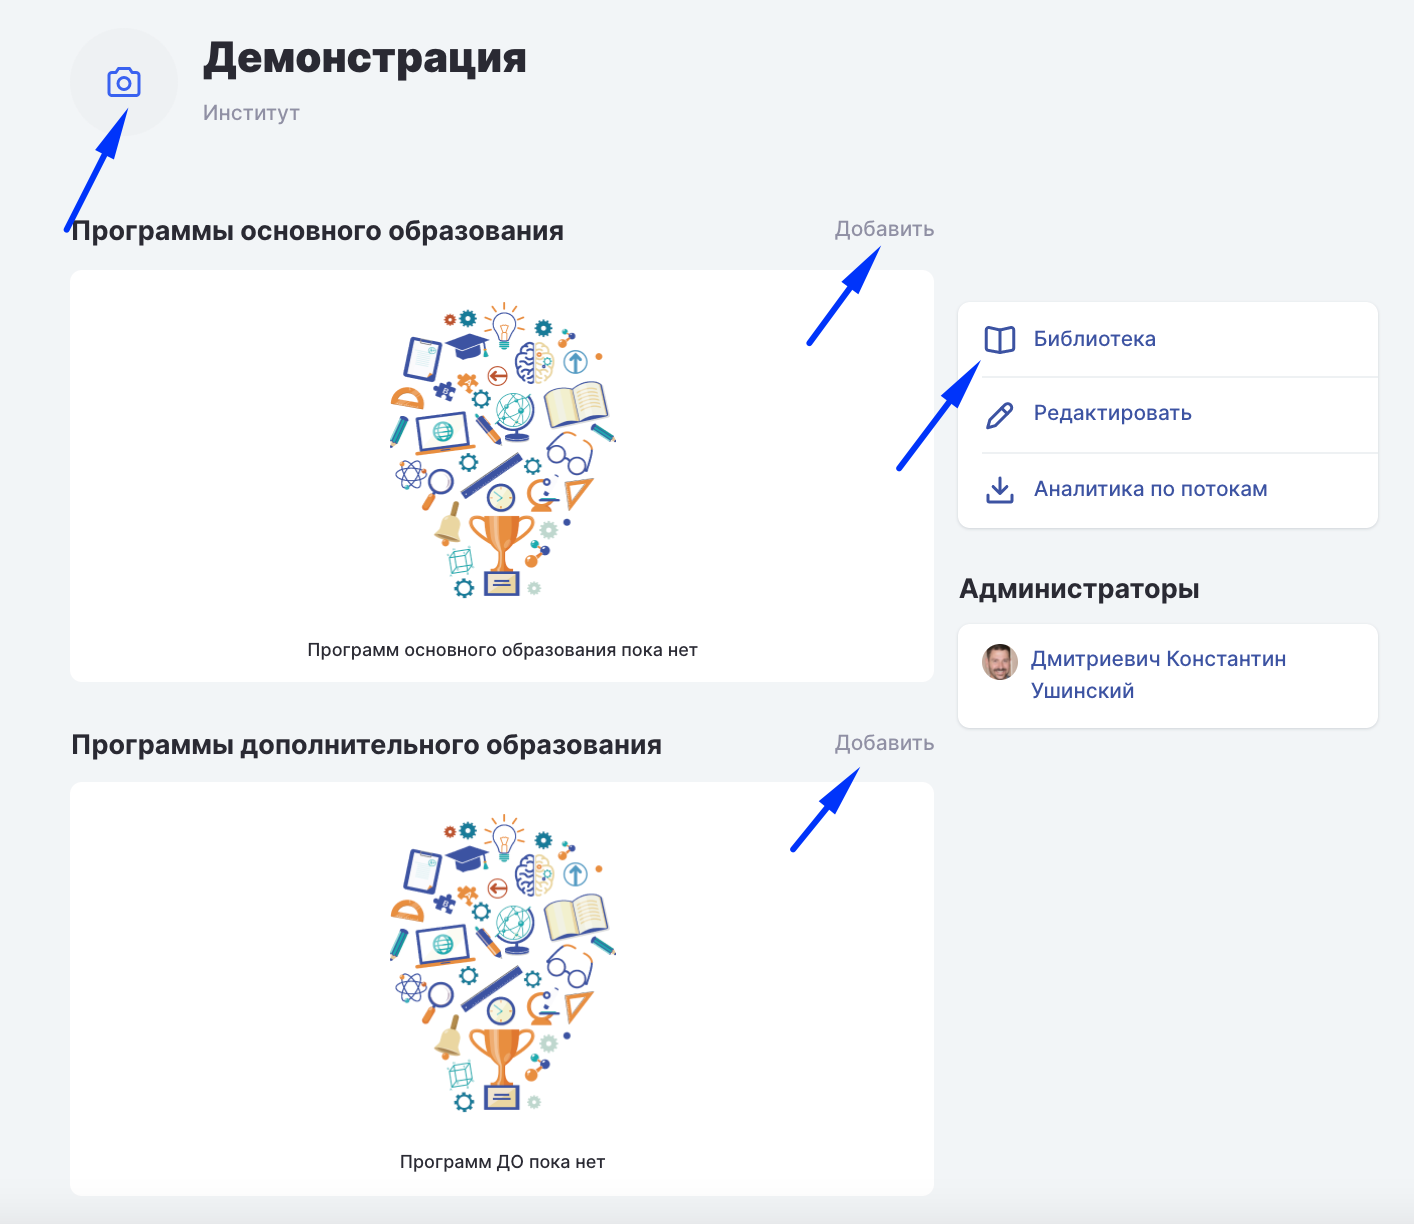 Демонстрация
Институт
Программы основного образования
Добавить
Программ основного образования пока нет
Программы дополнительного образования
Добавить
Программ ДО пока нет
Библиотека
Редактировать
Аналитика по потокам
Администраторы
Дмитриевич Константин
Ушинский